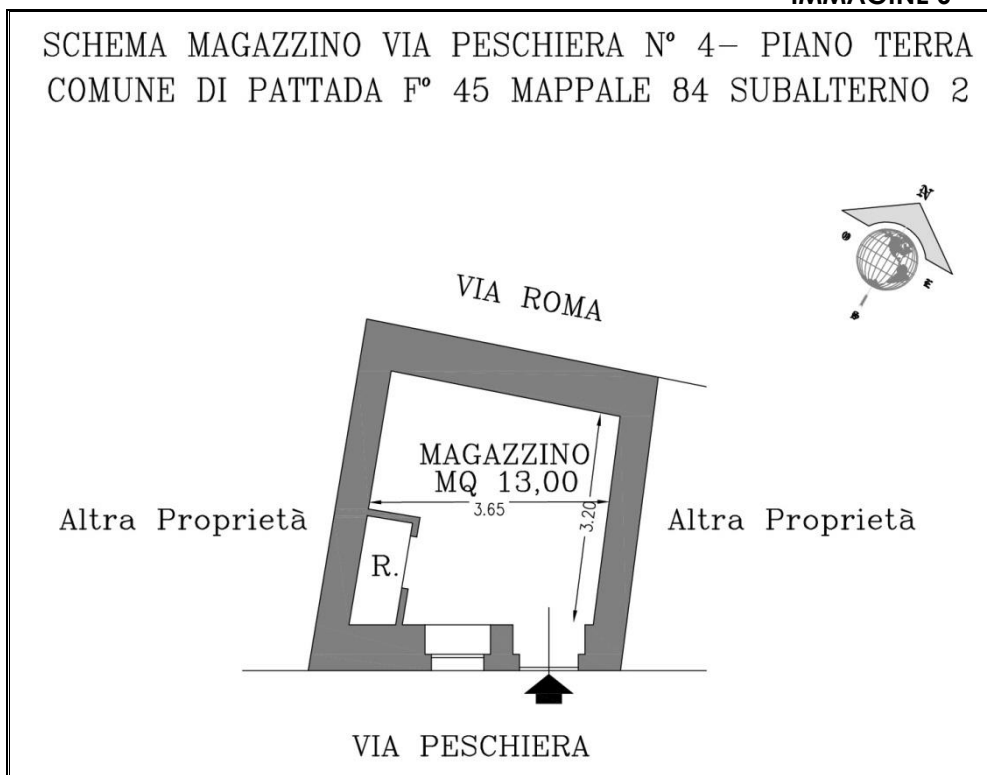 SCHEMA MAGAZZINO VIA PESCHIERA N° 4– PIANO TERRA
COMUNE DI PATTADA F° 45 MAPPALE 84 SUBALTERNO 2
N
E
VIA ROMA
MAGAZZINO
MQ 13,00
3.65
3.20
Altra Proprietà
Altra Proprietà
R.
VIA PESCHIERA